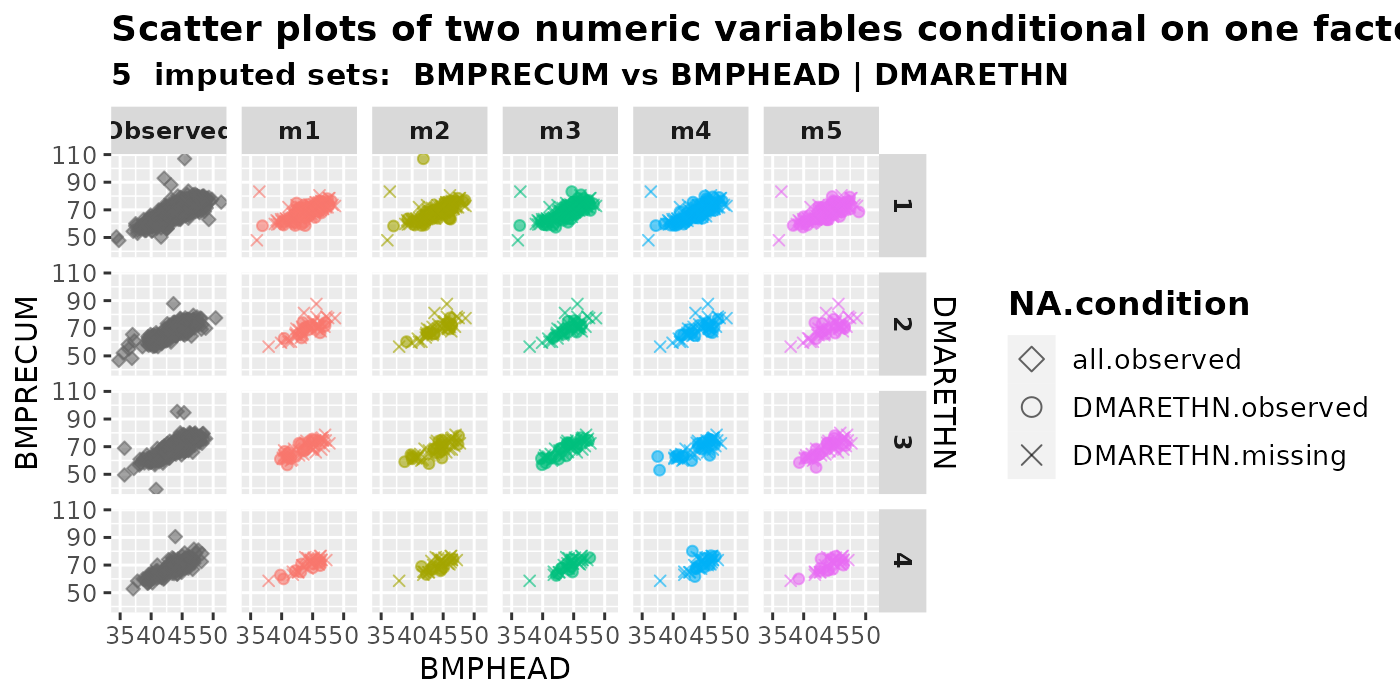 Scatter plots of two numeric variables conditional on one facto
5 imputed sets: BMPRECUM vs BMPHEAD | DMARETHN
Observed m1 m2 m3 m4 m5
110
90
70
50
1
110
90
70
50
2
110
90
70
50
3
110
90
70
50
4
BMPRECUM
DMARETHN
35 40 45 50 35 40 45 50 35 40 45 50 35 40 45 50 35 40 45 50 35 40 45 50
BMPHEAD
NA.condition
all.observed
DMARETHN.observed
DMARETHN.missing